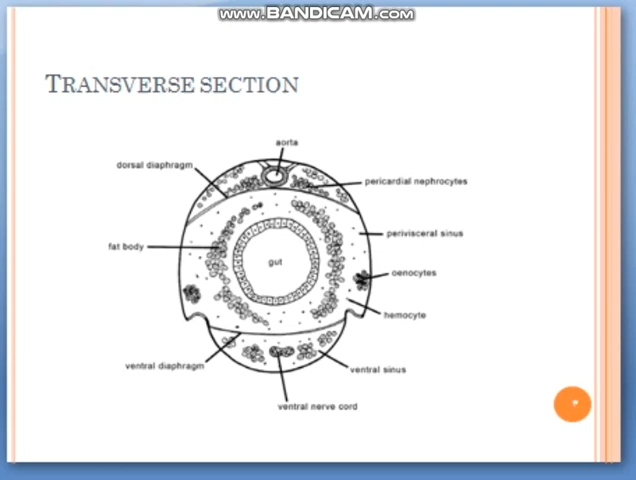 www.BANDICAM.com
TRANSVERSE SECTION
aorta
dorsal diaphragm
pericardial nephrocytes
perivisceral sinus
fat body
gut
oenocytes
hemocyte
ventral diaphragm
ventral sinus
ventral nerve cord